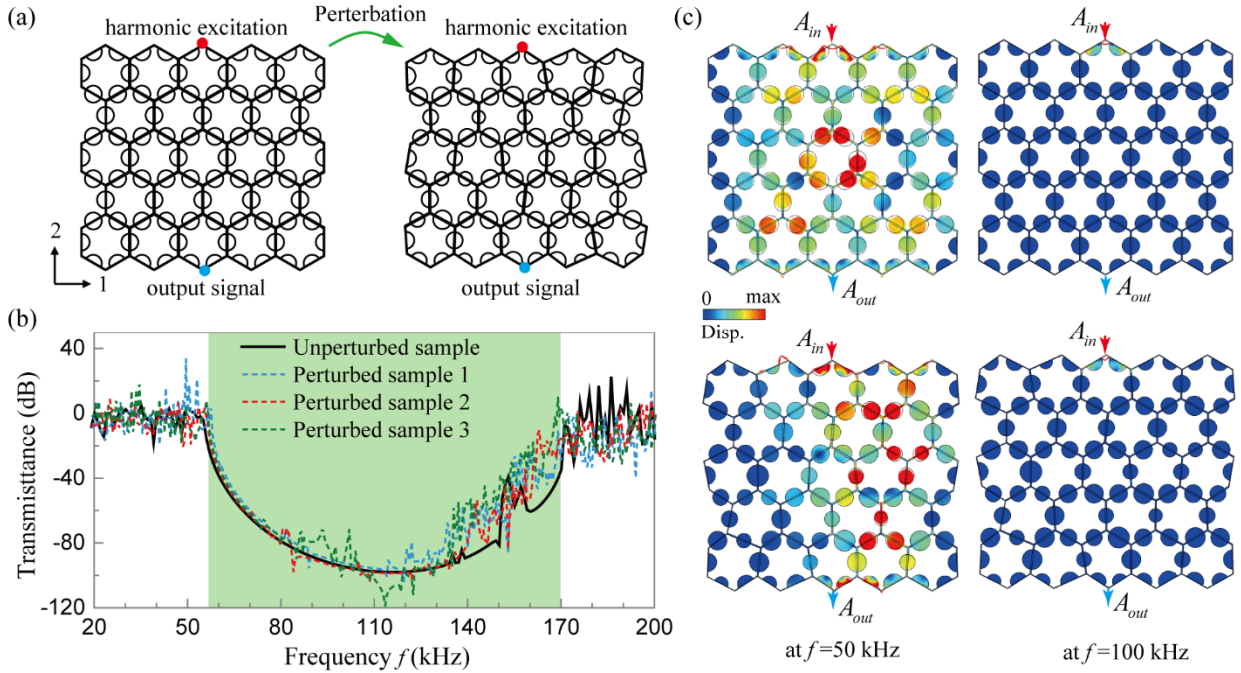 (a)
Perterbation
harmonic excitation
harmonic excitation
2
1
output signal
output signal
(b)
40
0
-40
-80
-120
Transmistance (dB)
Unperturbed sample
Perturbed sample 1
Perturbed sample 2
Perturbed sample 3
20 50 80 110 140 170 200
Frequency f (kHz)
(c)
A_in
A_in
A_out
A_out
0 max
Disp.
A_in
A_in
A_out
A_out
at f=50 kHz
at f=100 kHz